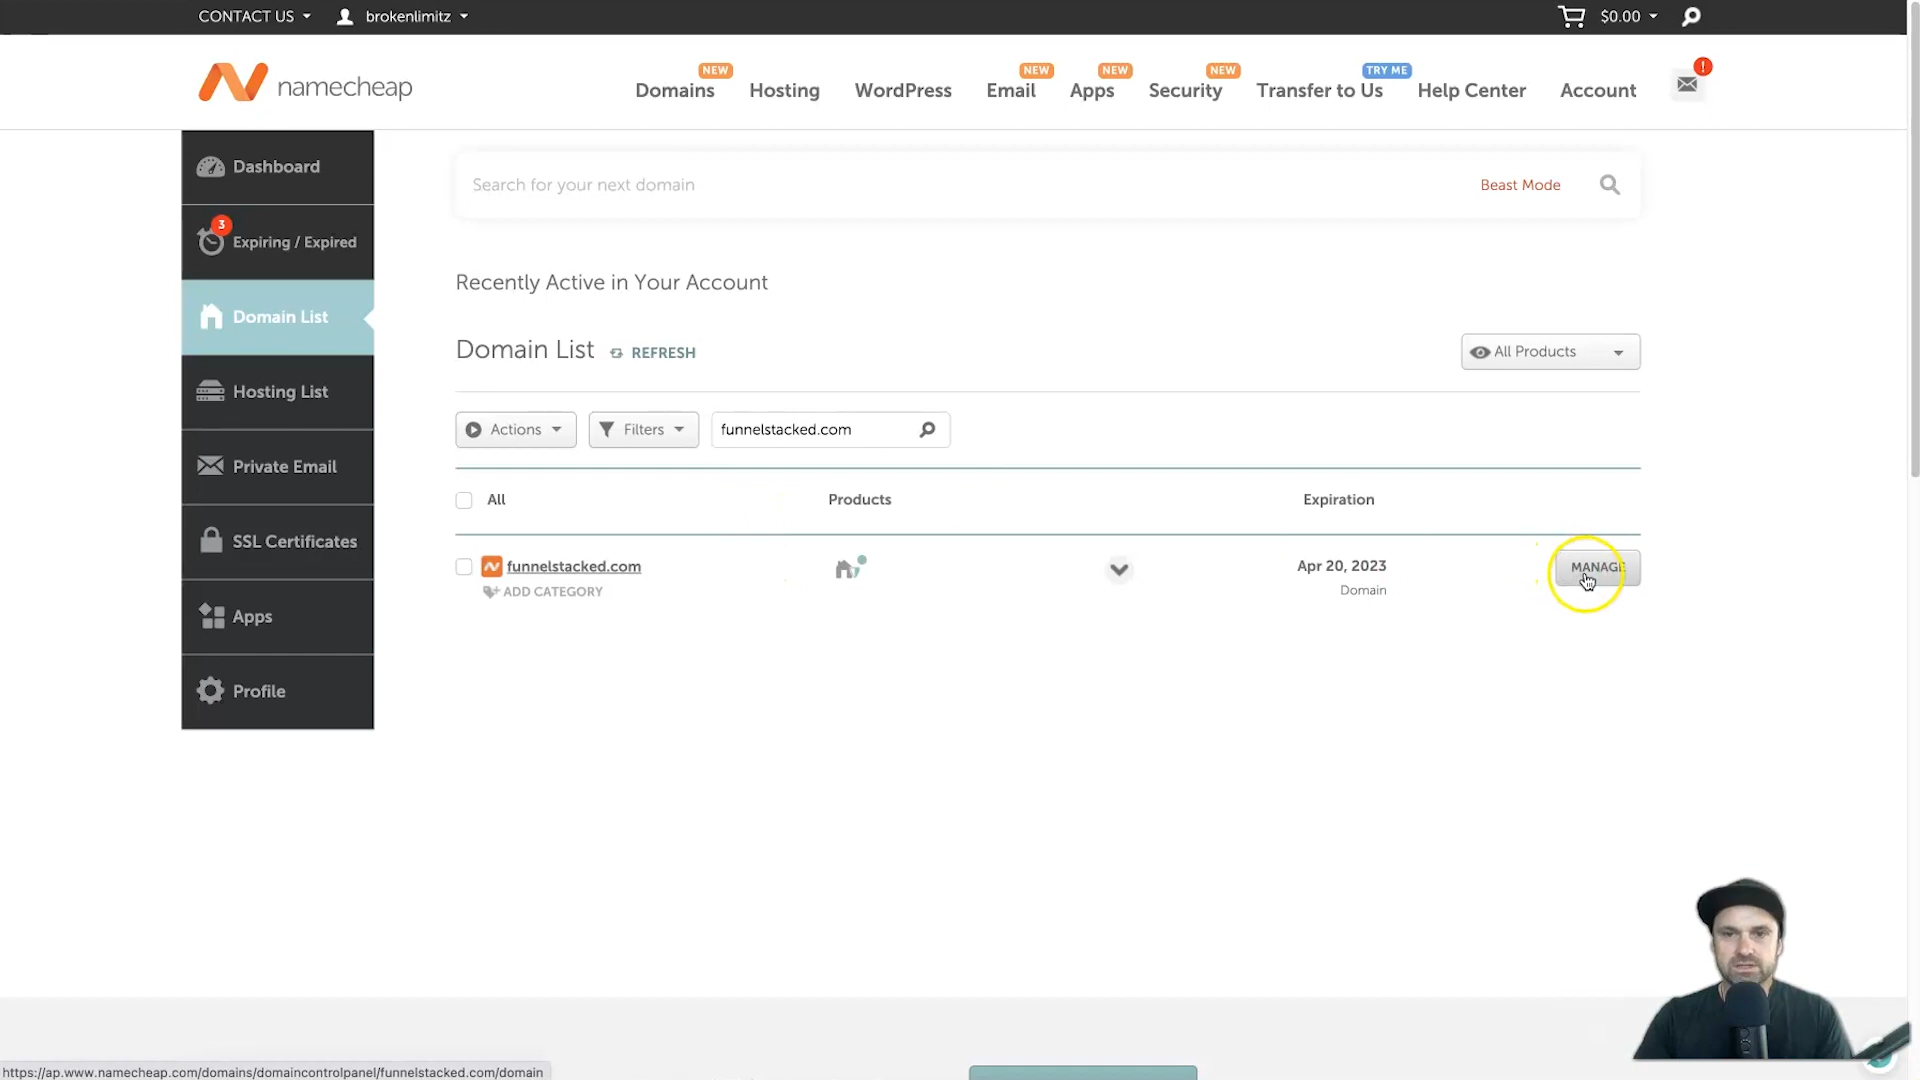 CONTACT US brokenlimitz $0.00
namecheap
Domains NEW Hosting WordPress Email NEW Apps NEW Security NEW Transfer to Us TRY ME Help Center Account !
Dashboard
3
Expiring / Expired
Domain List
Hosting List
Private Email
SSL Certificates
Apps
Profile
Search for your next domain Beast Mode
Recently Active in Your Account
Domain List REFRESH All Products
Actions Filters funnelstacked.com
All Products Expiration
funnelstacked.com Apr 20, 2023 MANAGE
ADD CATEGORY Domain
https://ap.www.namecheap.com/domains/domaincontrolpanel/funnelstacked.com/domain